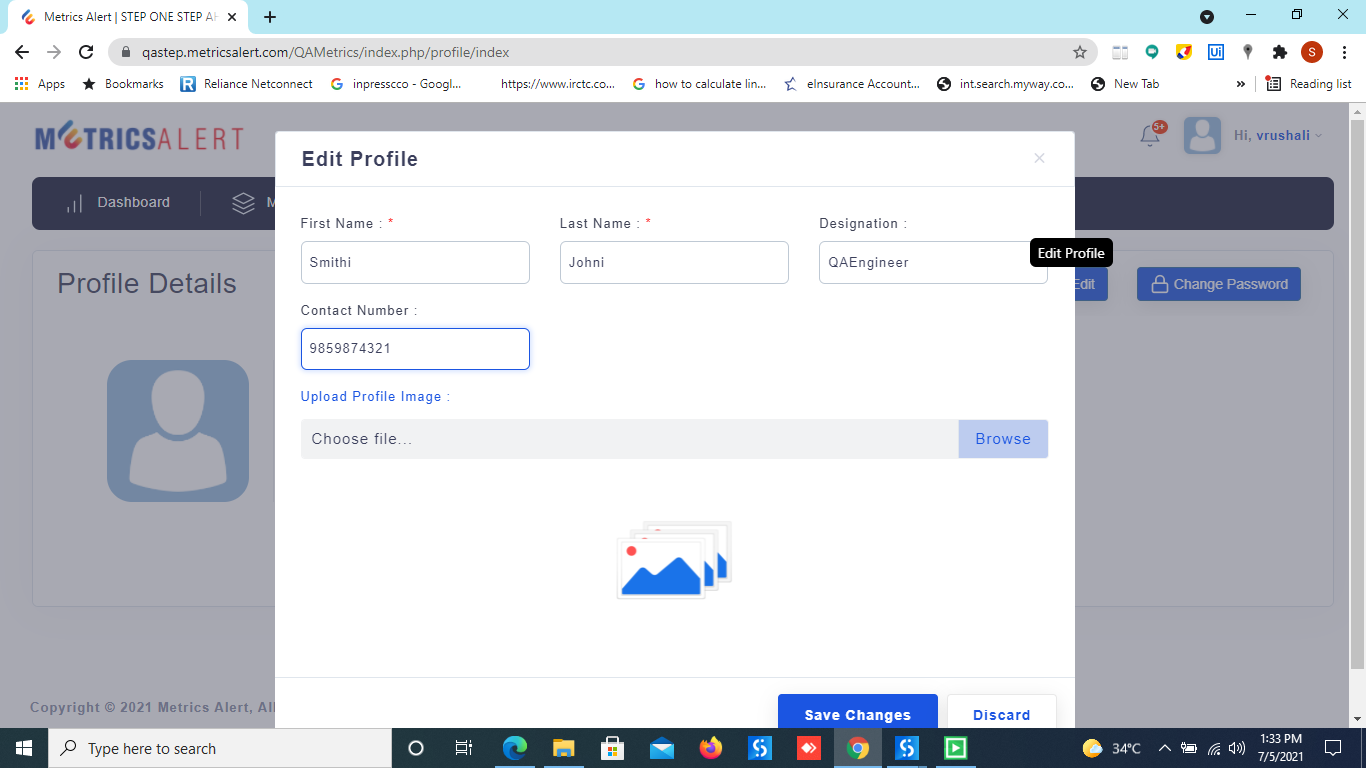 Metrics Alert | STEP ONE STEP AH
qastep.metricsalert.com/QAMetrics/index.php/profile/index
S
Apps Bookmarks Reliance Netconnect inpresscco - Googl... https://www.irctc.co... how to calculate lin... eInsurance Account... int.search.myway.co... New Tab » Reading list
METRICSALERT
5+
Hi, vrushali
Edit Profile
×
Dashboard
M
First Name : *
Last Name : *
Designation :
Smithi
Johni
QAEngineer
Edit Profile
Profile Details
Edit
Change Password
Contact Number :
9859874321
Upload Profile Image :
Choose file...
Browse
Copyright © 2021 Metrics Alert, All
Save Changes
Discard
Type here to search
34°C
1:33 PM
7/5/2021